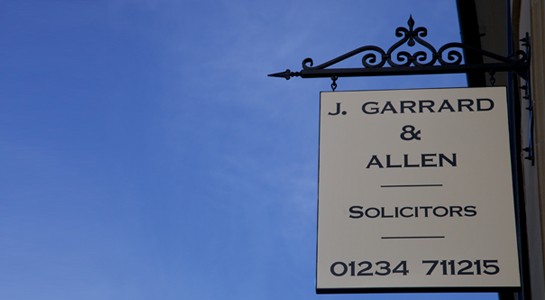 J. GARRARD
&
ALLEN
SOLICITORS
01234 711215